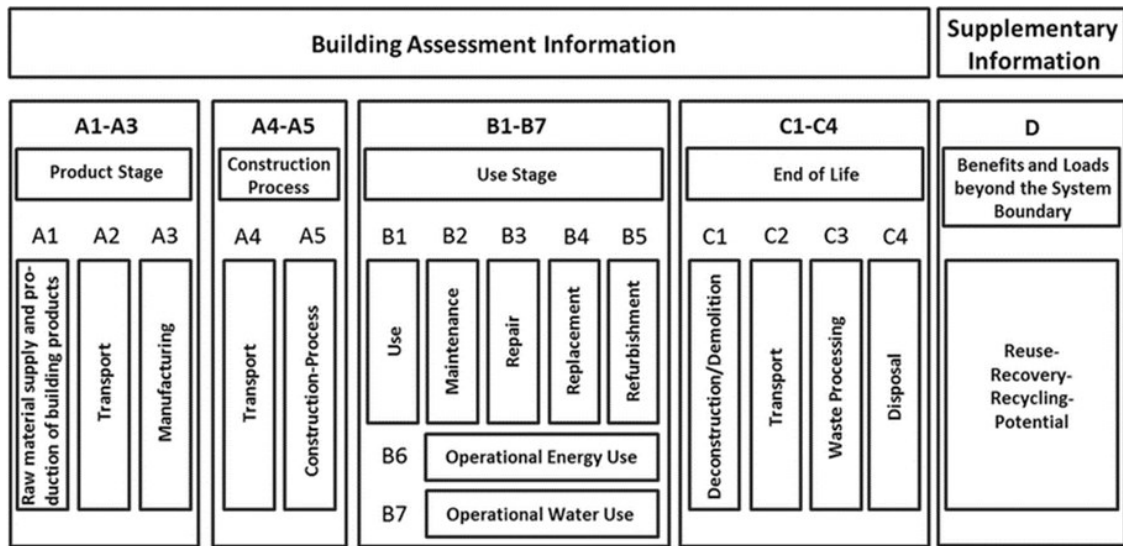 Building Assessment Information
Supplementary
Information
A1-A3
Product Stage
A1
A2
A3
Raw material supply and pro-
duction of building products
Transport
Manufacturing
A4-A5
Construction
Process
A4
A5
Transport
Construction-Process
B1-B7
Use Stage
B1
B2
B3
B4
B5
Use
Maintenance
Repair
Replacement
Refurbishment
B6
Operational Energy Use
B7
Operational Water Use
C1-C4
End of Life
C1
C2
C3
C4
Deconstruction/Demolition
Transport
Waste Processing
Disposal
D
Benefits and Loads
beyond the System
Boundary
Reuse-
Recovery-
Recycling-
Potential